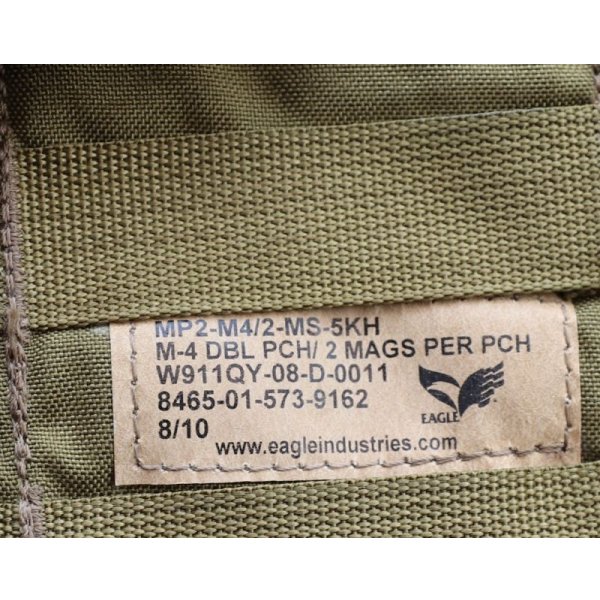 MP2-M4/2-MS-5KH
M-4 DBL PCH/ 2 MAGS PER PCH
W911QY-08-D-0011
8465-01-573-9162
8/10
EAGLE
www.eagleindustries.com